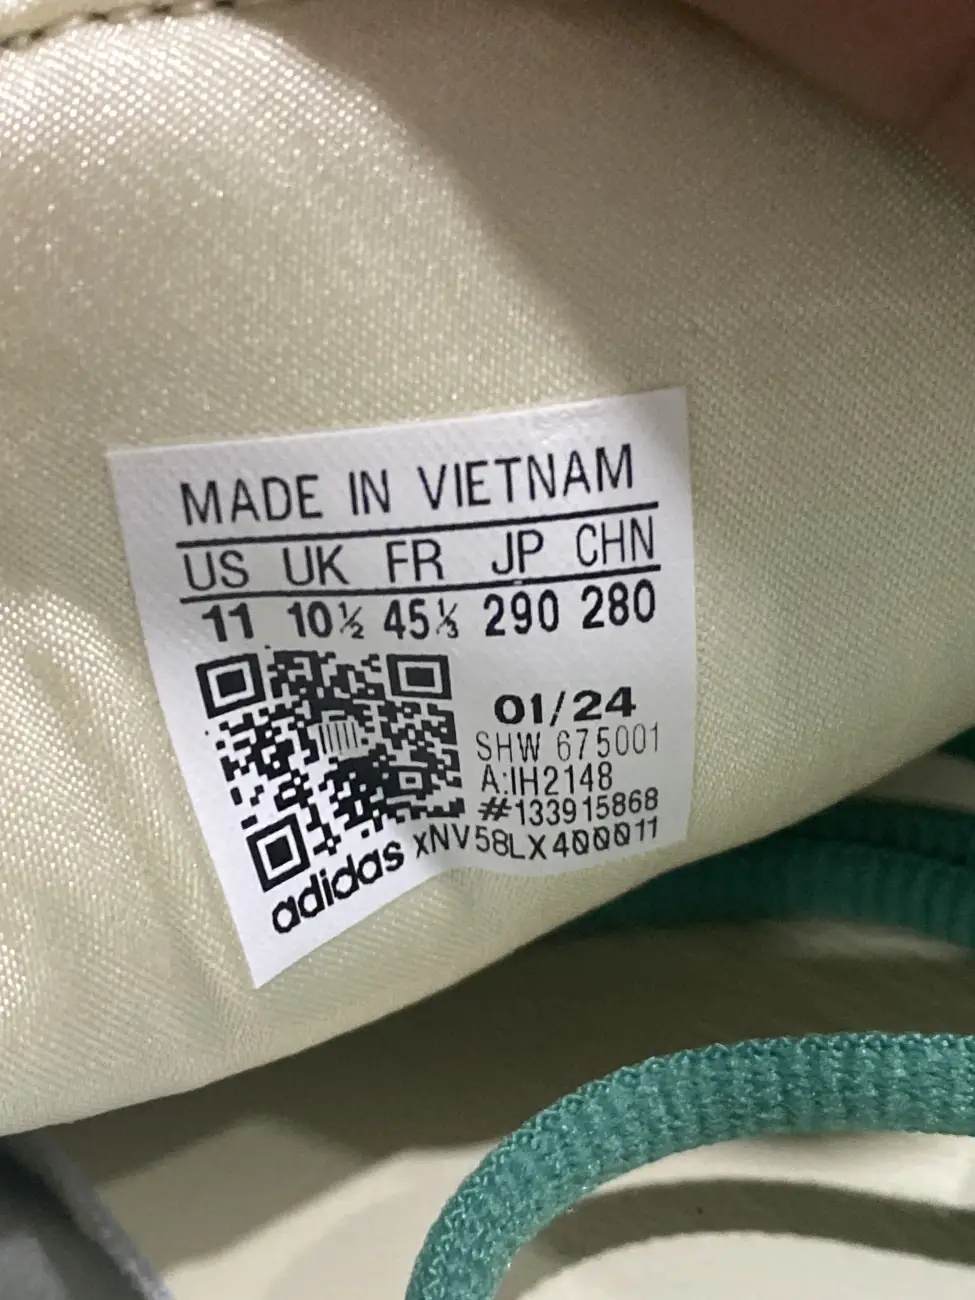 MADE IN VIETNAM
US UK FR JP CHN
11 10½ 45⅓ 290 280
01/24
SHW 675001
A:IH2148
#133915868
xNV58LX400011
adidas